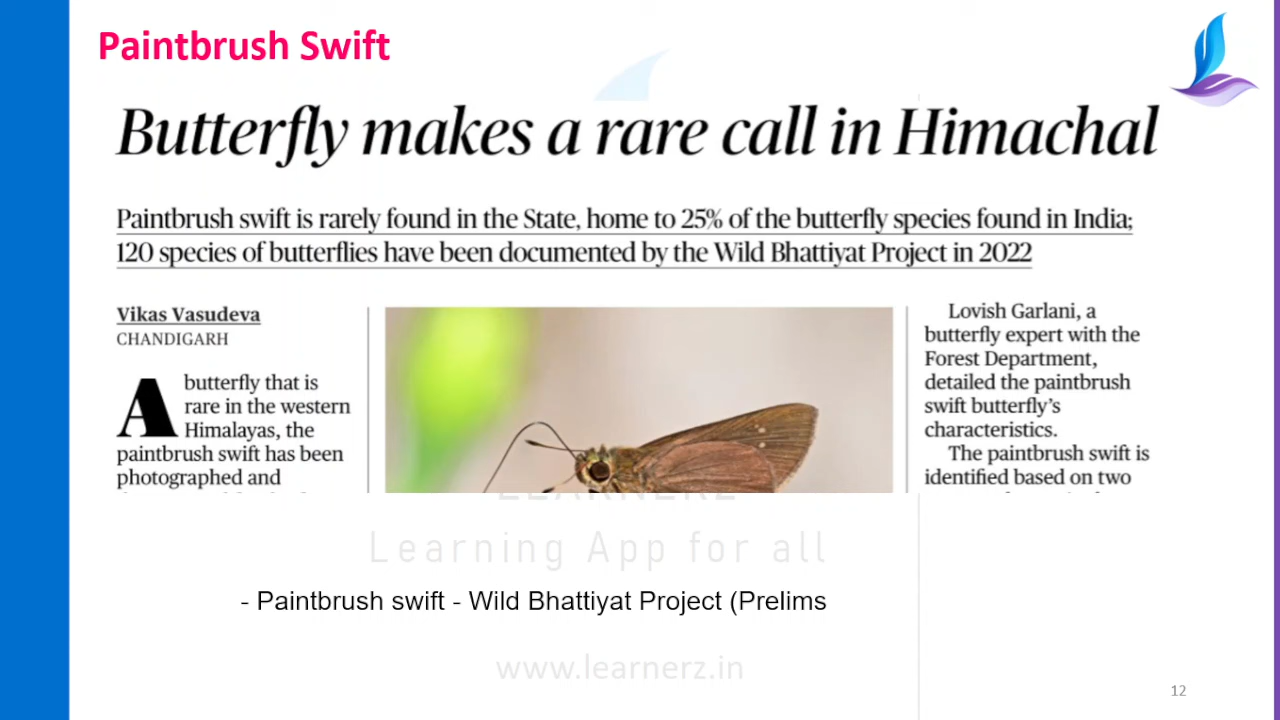 Paintbrush Swift
Butterfly makes a rare call in Himachal
Paintbrush swift is rarely found in the State, home to 25% of the butterfly species found in India;
120 species of butterflies have been documented by the Wild Bhattiyat Project in 2022
Vikas Vasudeva
CHANDIGARH
A butterfly that is
rare in the western
Himalayas, the
paintbrush swift has been
photographed and
Lovish Garlani, a
butterfly expert with the
Forest Department,
detailed the paintbrush
swift butterfly's
characteristics.
The paintbrush swift is
identified based on two
LEARNERZ
Learning App for all
- Paintbrush swift - Wild Bhattiyat Project (Prelims
www.learnerz.in
12